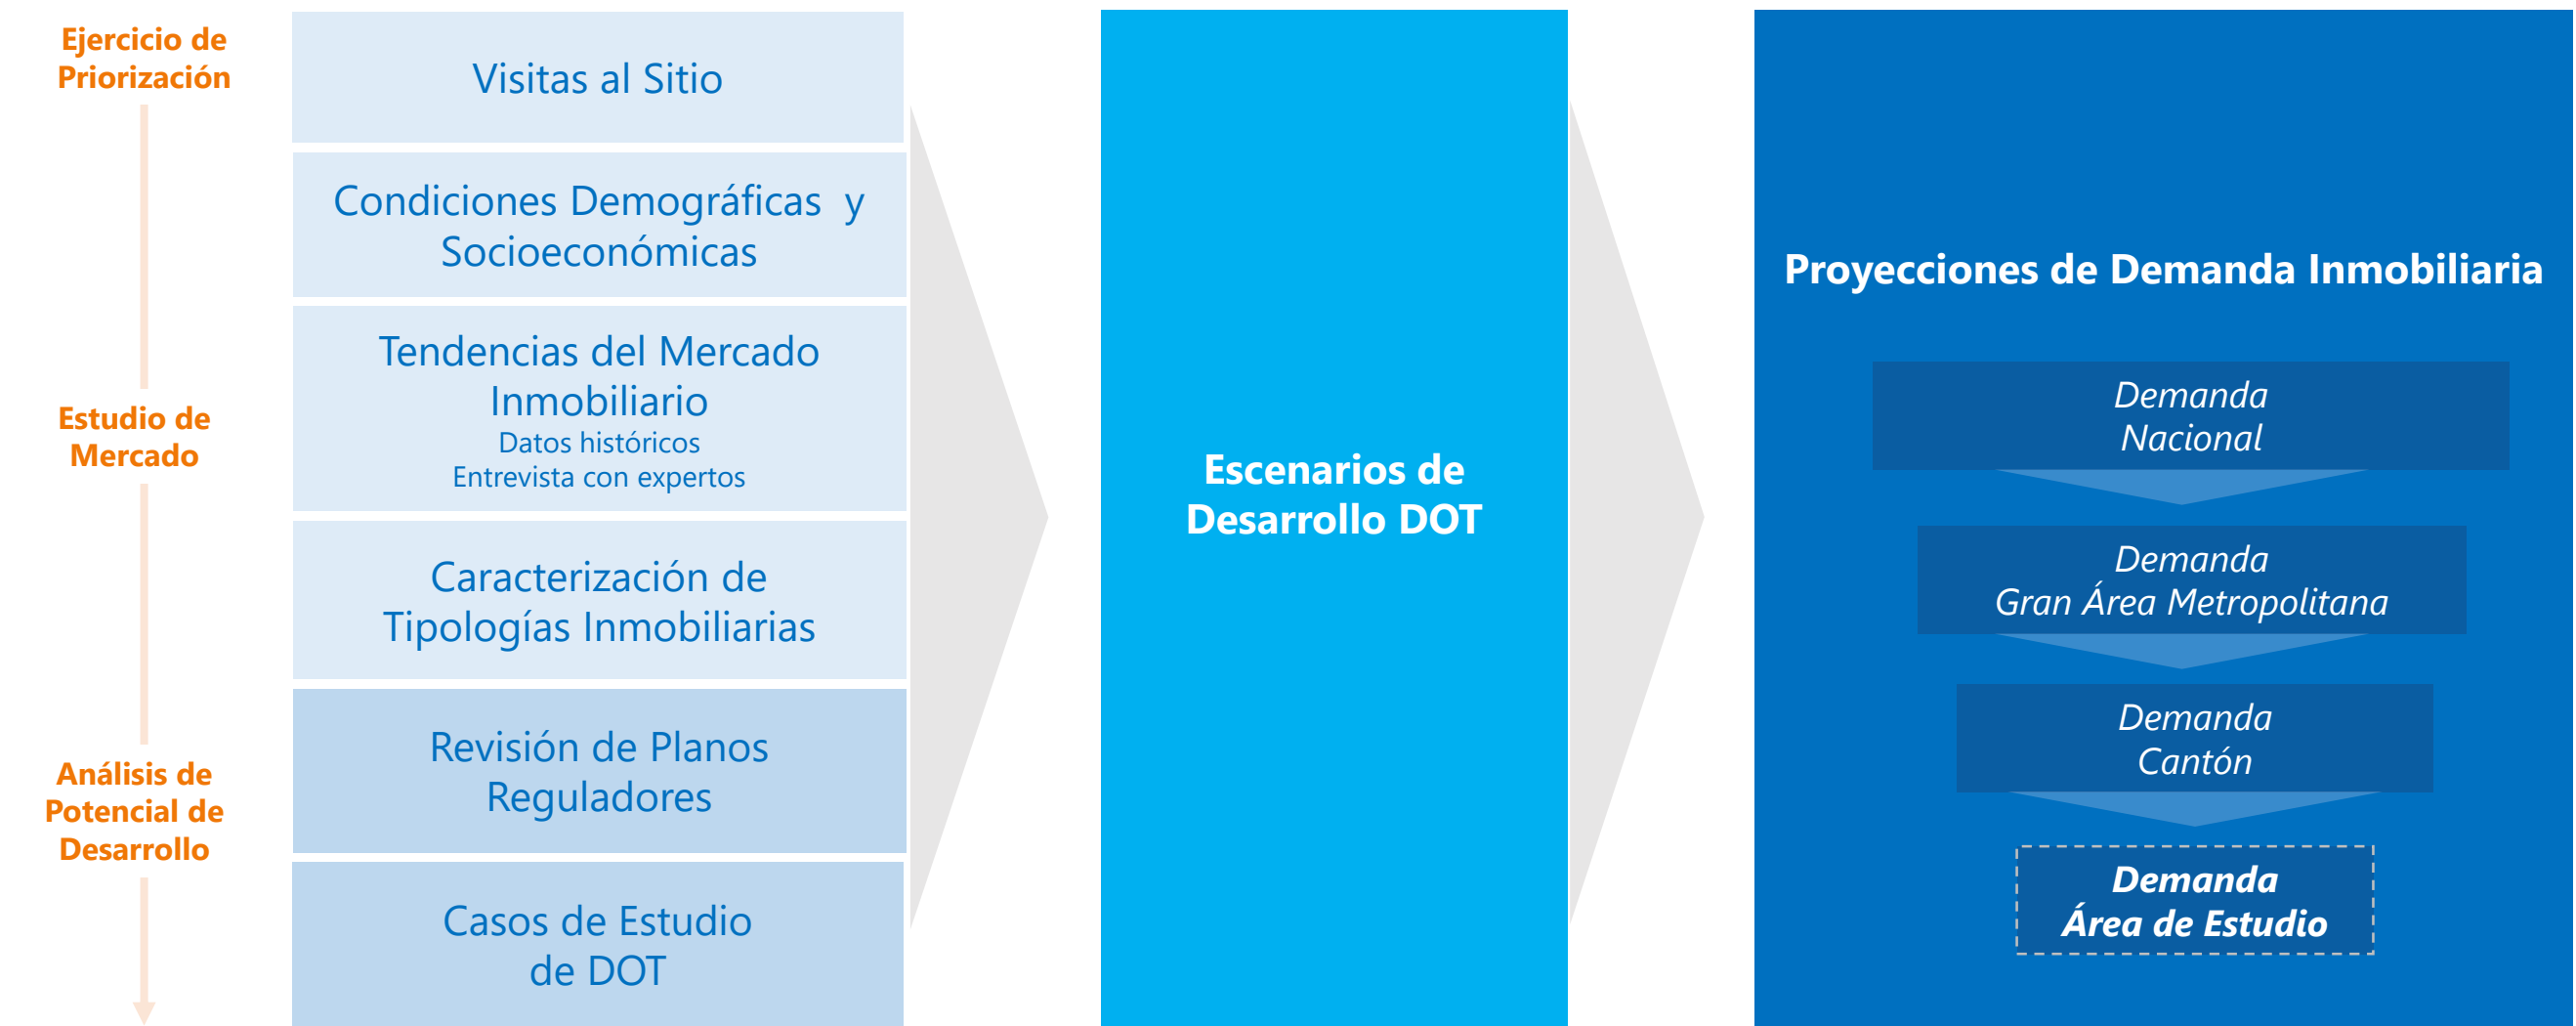 Ejercicio de
Priorización
Estudio de
Mercado
Análisis de
Potencial de
Desarrollo
Visitas al Sitio
Condiciones Demográficas y
Socioeconómicas
Tendencias del Mercado
Inmobiliario
Datos históricos
Entrevista con expertos
Caracterización de
Tipologías Inmobiliarias
Revisión de Planos
Reguladores
Casos de Estudio
de DOT
Escenarios de
Desarrollo DOT
Proyecciones de Demanda Inmobiliaria
Demanda
Nacional
Demanda
Gran Área Metropolitana
Demanda
Cantón
Demanda
Área de Estudio